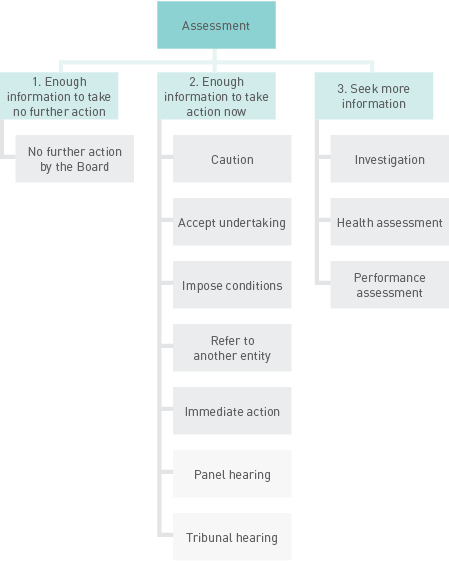 Assessment
1. Enough
information to take
no further action
No further action
by the Board
2. Enough
information to take
action now
Caution
Accept undertaking
Impose conditions
Refer to
another entity
Immediate action
Panel hearing
Tribunal hearing
3. Seek more
information
Investigation
Health assessment
Performance
assessment